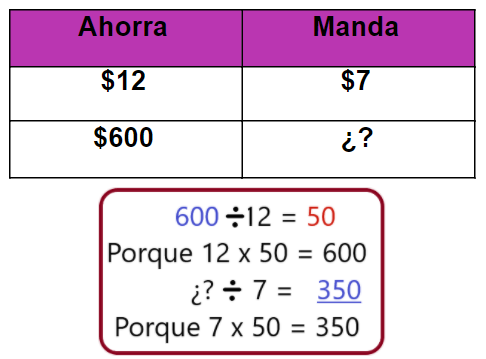 Ahorra Manda
$12 $7
$600 ¿?
600 ÷12 = 50
Porque 12 x 50 = 600
¿? ÷ 7 = 350
Porque 7 x 50 = 350